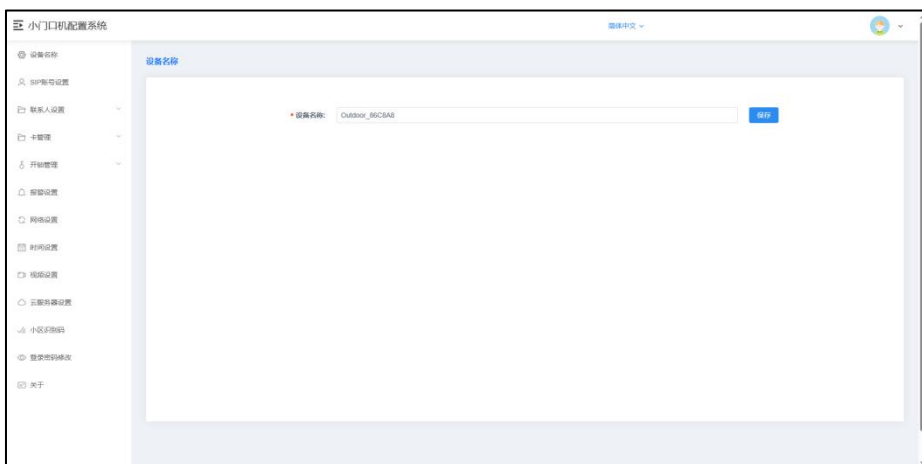 小门口机配置系统
简体中文
设备名称
SIP账号设置
联系人设置
卡管理
开锁管理
报警设置
网络设置
时间设置
视频设置
云服务器设置
小区识别码
登录密码修改
关于
设备名称
* 设备名称: Outdoor_86C8A8 保存